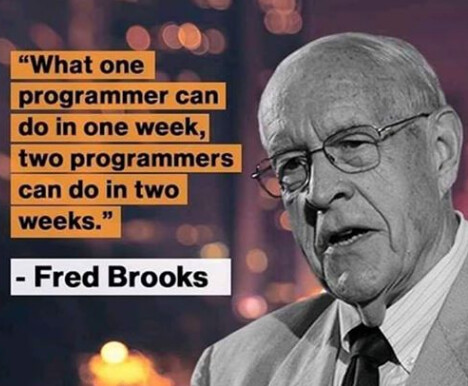 “What one
programmer can
do in one week,
two programmers
can do in two
weeks.”
- Fred Brooks